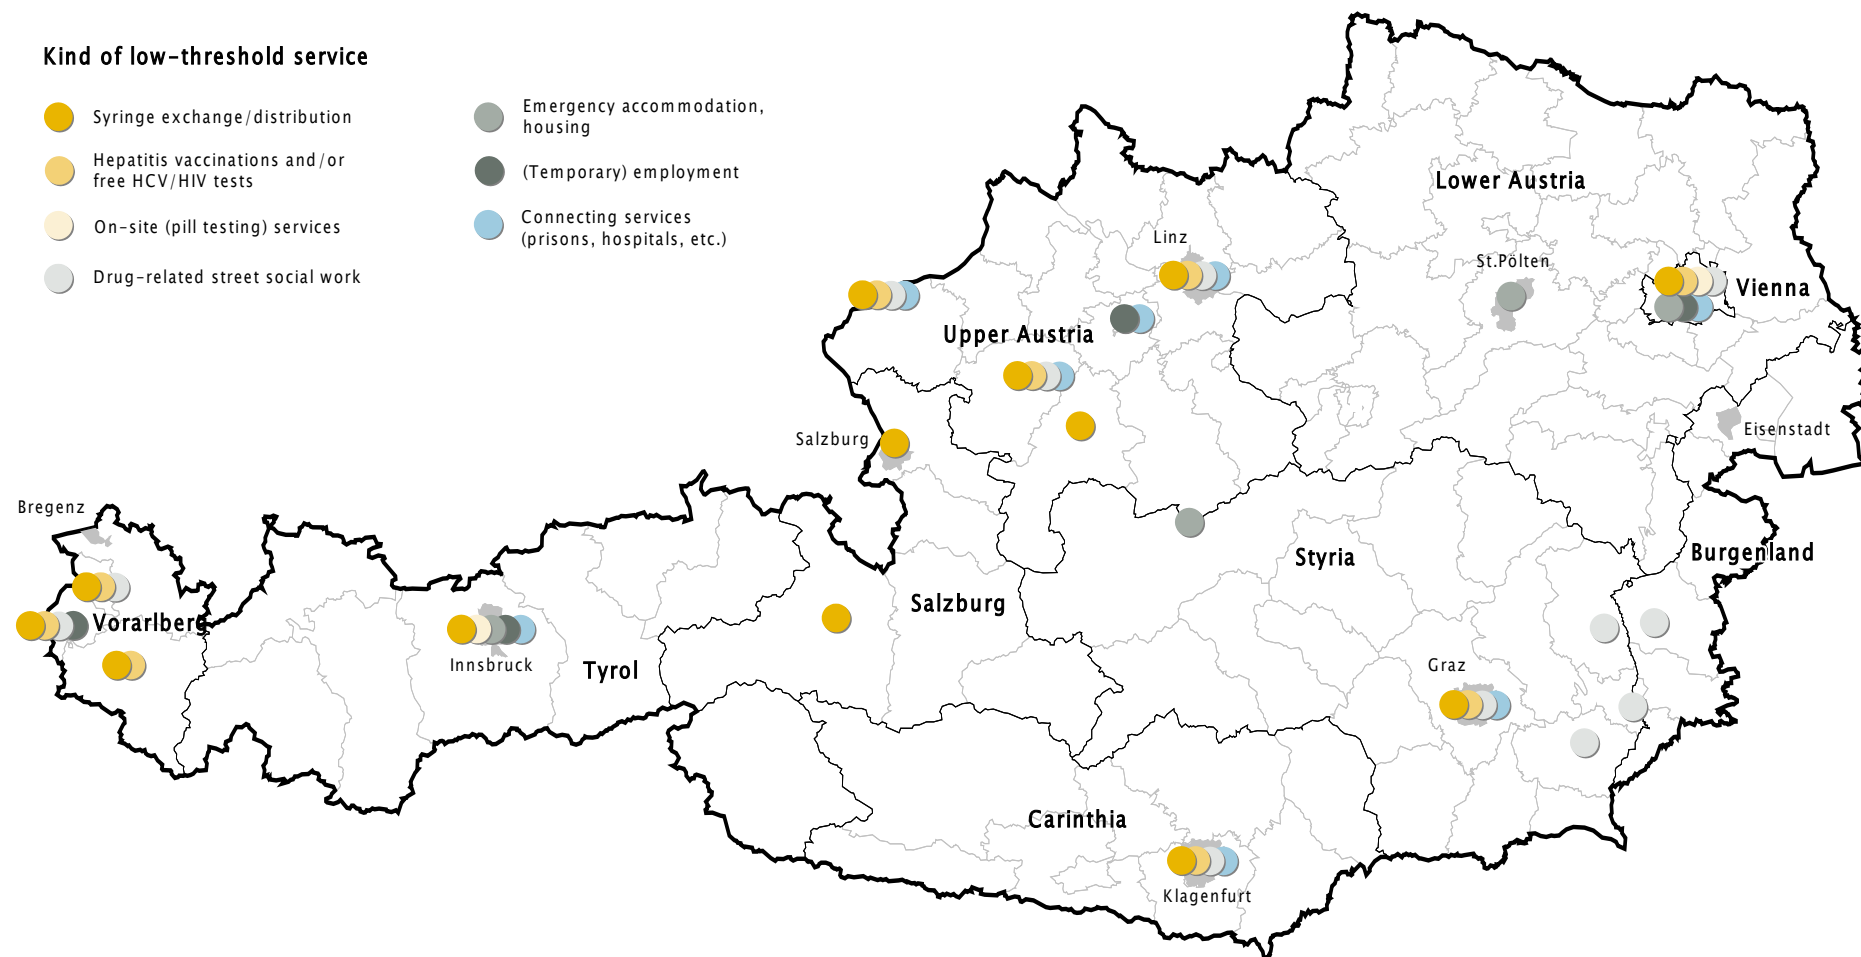 Kind of low-threshold service
Syringe exchange/distribution
Hepatitis vaccinations and/or
free HCV/HIV tests
On-site (pill testing) services
Drug-related street social work
Emergency accommodation,
housing
(Temporary) employment
Connecting services
(prisons, hospitals, etc.)
Lower Austria
Linz
St.Pölten
Vienna
Upper Austria
Salzburg
Eisenstadt
Bregenz
Styria
Burgenland
Salzburg
Vorarlberg
Innsbruck
Tyrol
Graz
Carinthia
Klagenfurt